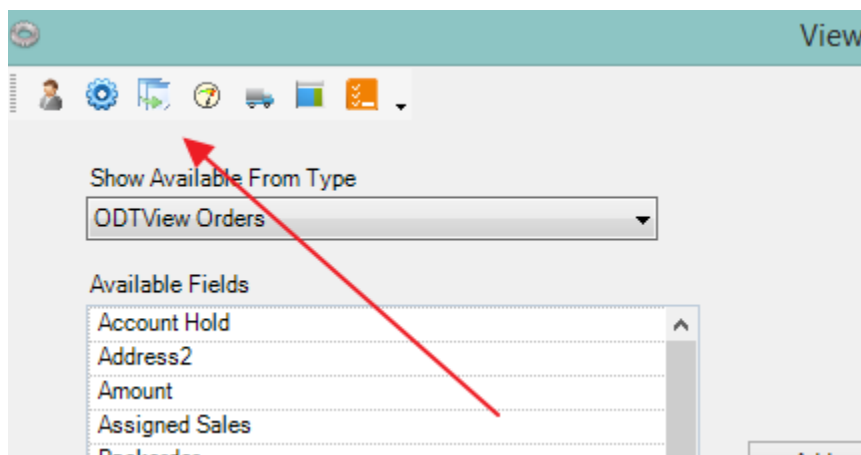 View
Show Available From Type
ODTView Orders
Available Fields
Account Hold
Address2
Amount
Assigned Sales